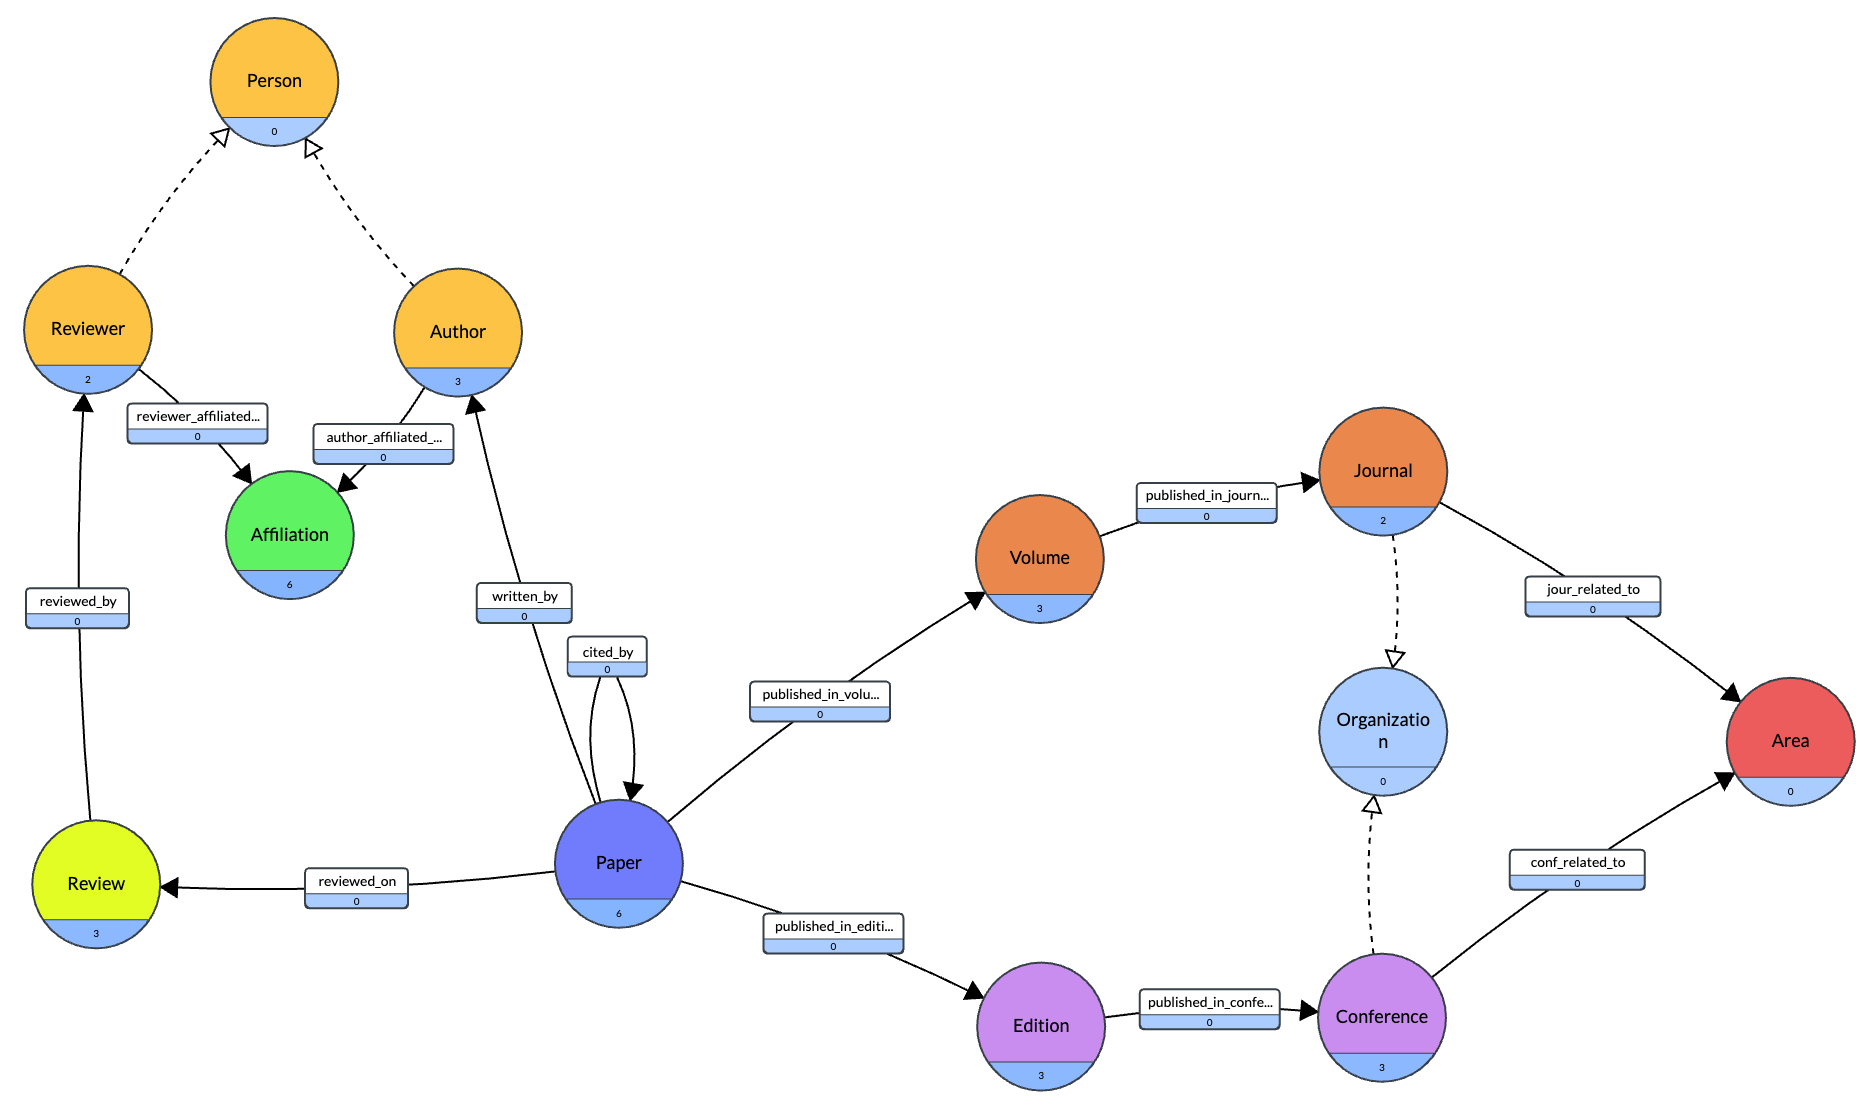 Person
0
Reviewer
2
Author
3
reviewer_affiliated...
0
author_affiliated_...
0
Affiliation
6
Journal
2
published_in_journ...
0
Volume
3
jour_related_to
0
reviewed_by
0
written_by
0
cited_by
0
published_in_volu...
0
Organizatio
n
0
Area
0
Paper
6
Review
3
reviewed_on
0
conf_related_to
0
published_in_editi...
0
Edition
3
published_in_confe...
0
Conference
3